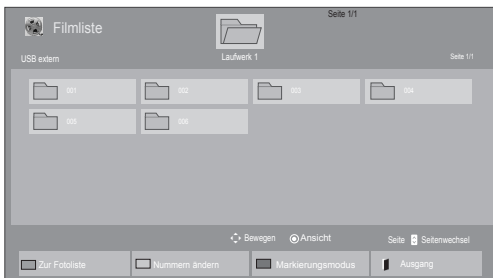 Seite 1/1
Filmliste
Laufwerk 1
USB extern
Seite 1/1
001
002
003
004
005
006
Bewegen
Ansicht
Seite
Seitenwechsel
Zur Fotoliste
Nummern ändern
Markierungsmodus
Ausgang